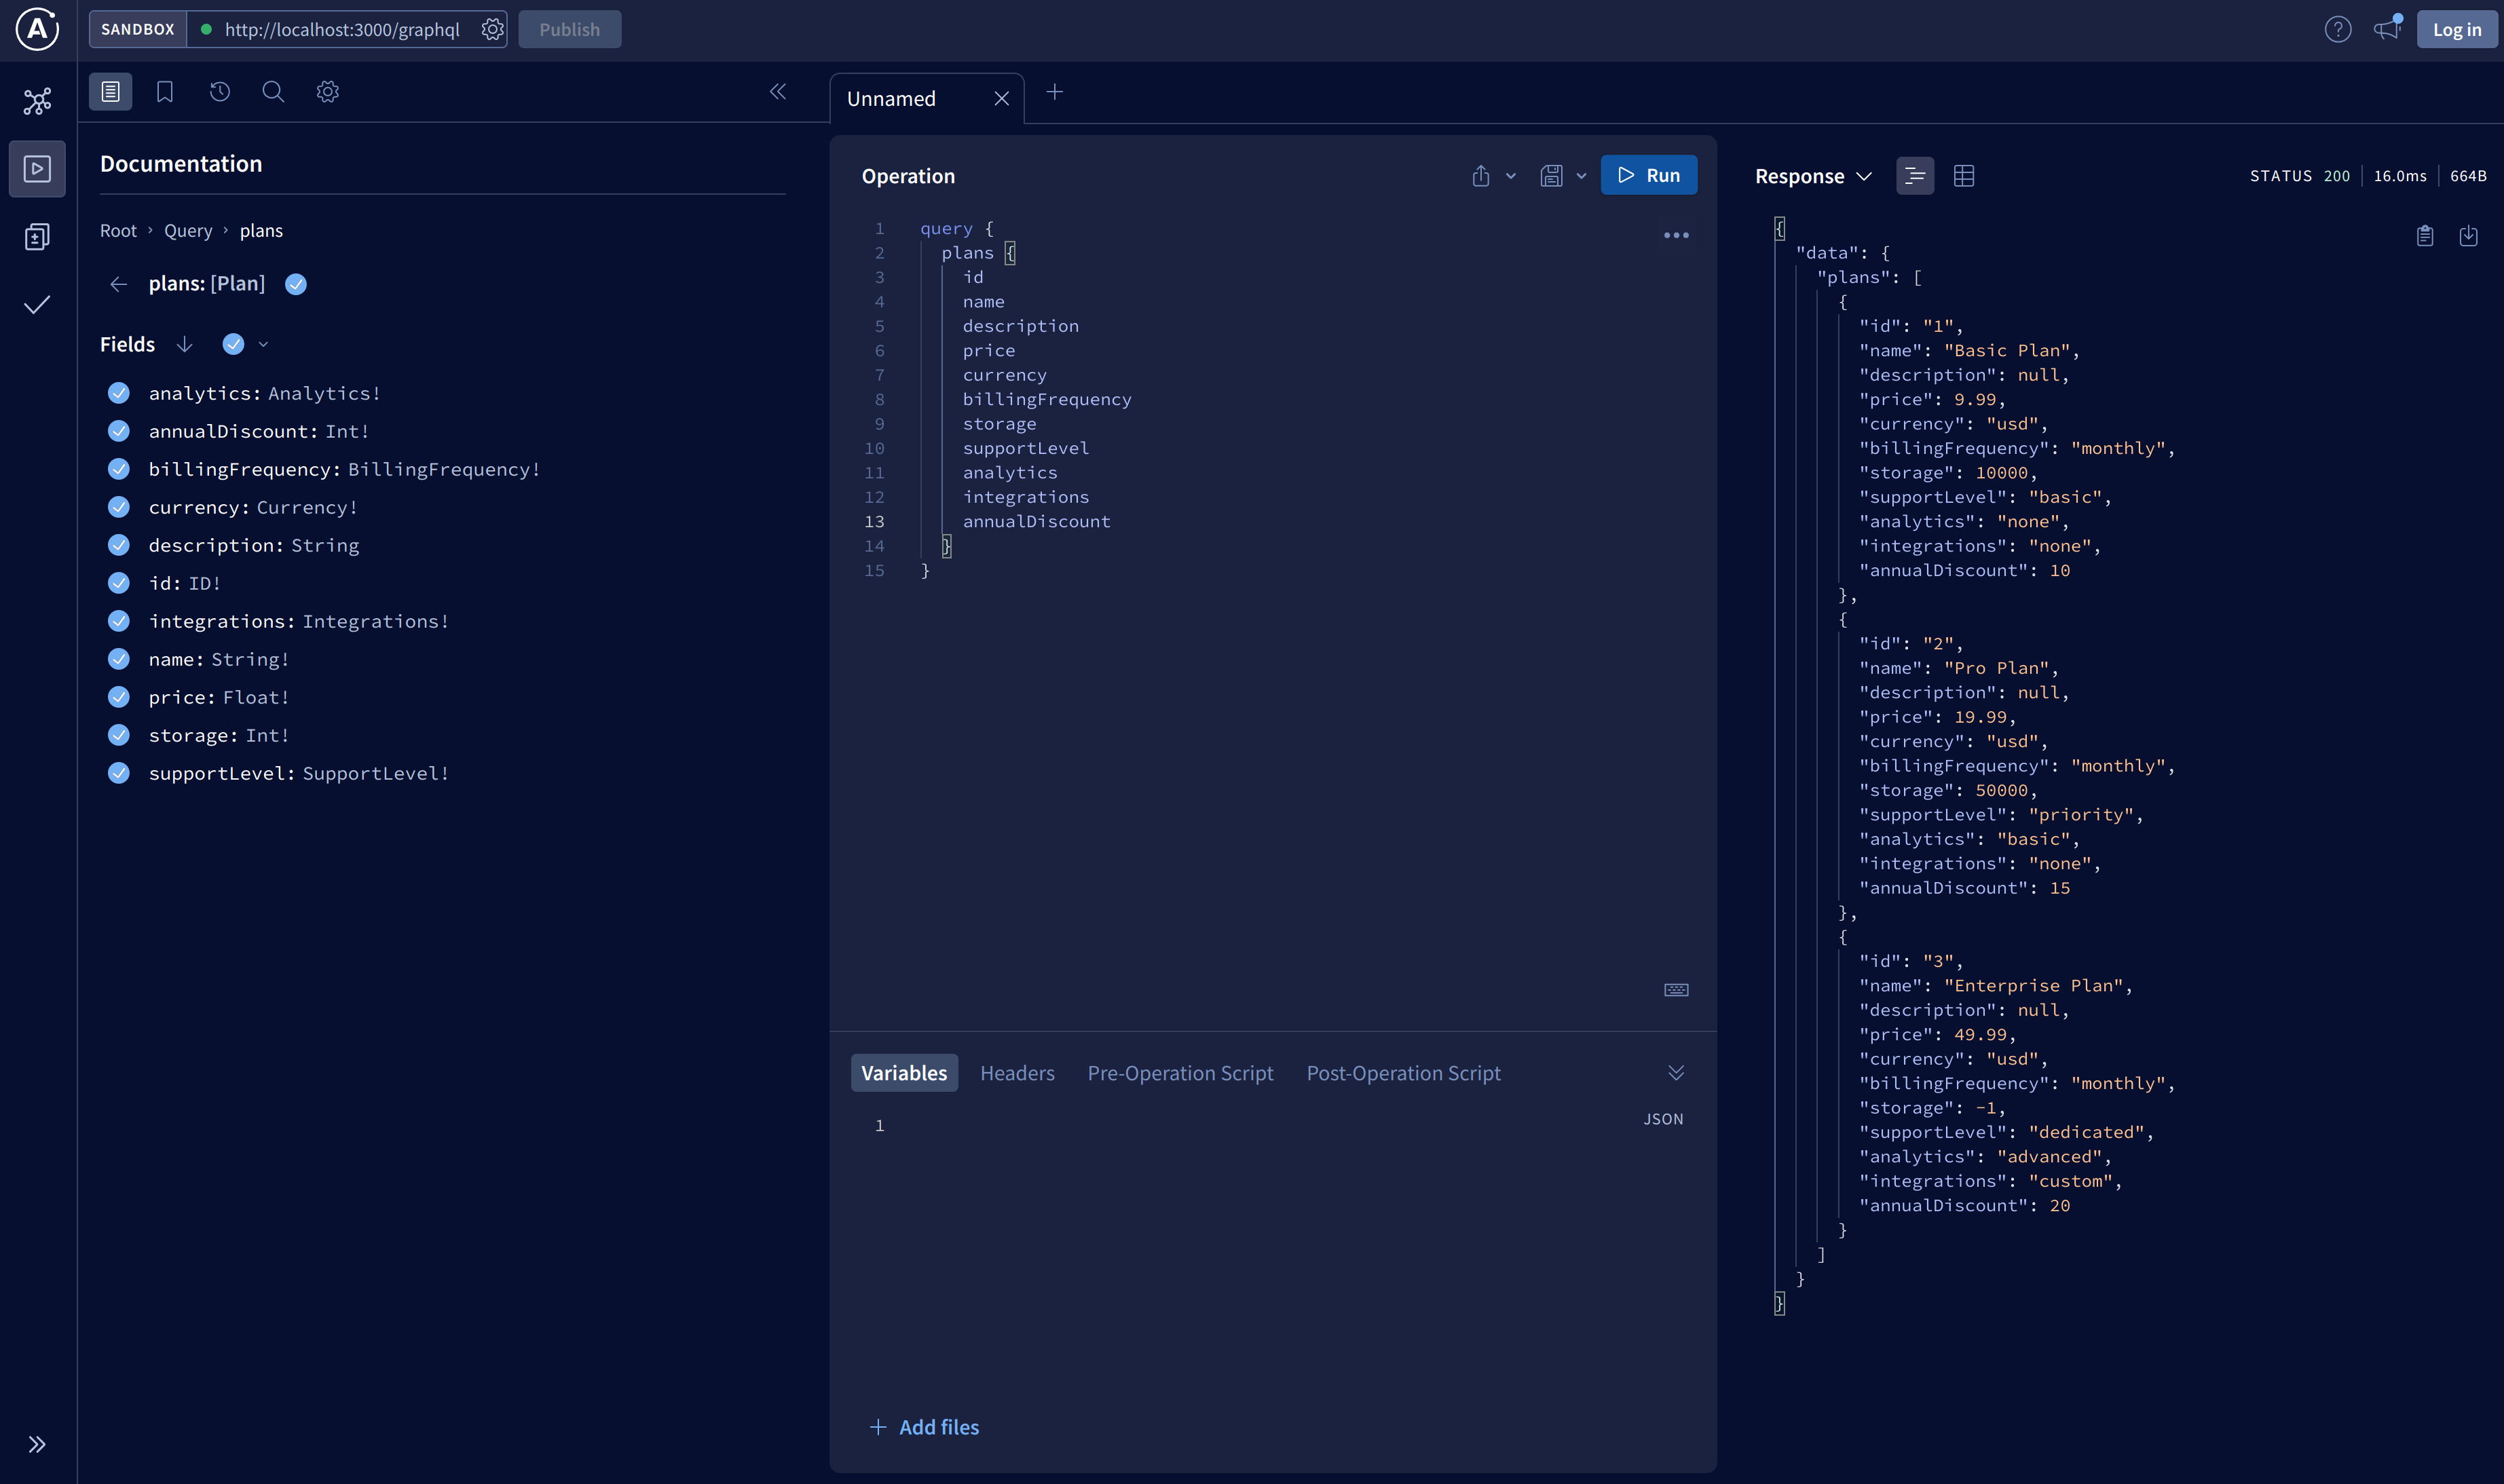 SANDBOX http://localhost:3000/graphql Publish Log in
Unnamed
Documentation
Root › Query › plans
plans: [Plan]
Fields
analytics: Analytics!
annualDiscount: Int!
billingFrequency: BillingFrequency!
currency: Currency!
description: String
id: ID!
integrations: Integrations!
name: String!
price: Float!
storage: Int!
supportLevel: SupportLevel!
Operation
Run
1 query {
2 plans {
3 id
4 name
5 description
6 price
7 currency
8 billingFrequency
9 storage
10 supportLevel
11 analytics
12 integrations
13 annualDiscount
14 }
15 }
Variables Headers Pre-Operation Script Post-Operation Script
1
JSON
Add files
Response
STATUS 200 16.0ms 664B
{
"data": {
"plans": [
{
"id": "1",
"name": "Basic Plan",
"description": null,
"price": 9.99,
"currency": "usd",
"billingFrequency": "monthly",
"storage": 10000,
"supportLevel": "basic",
"analytics": "none",
"integrations": "none",
"annualDiscount": 10
},
{
"id": "2",
"name": "Pro Plan",
"description": null,
"price": 19.99,
"currency": "usd",
"billingFrequency": "monthly",
"storage": 50000,
"supportLevel": "priority",
"analytics": "basic",
"integrations": "none",
"annualDiscount": 15
},
{
"id": "3",
"name": "Enterprise Plan",
"description": null,
"price": 49.99,
"currency": "usd",
"billingFrequency": "monthly",
"storage": -1,
"supportLevel": "dedicated",
"analytics": "advanced",
"integrations": "custom",
"annualDiscount": 20
}
]
}
}